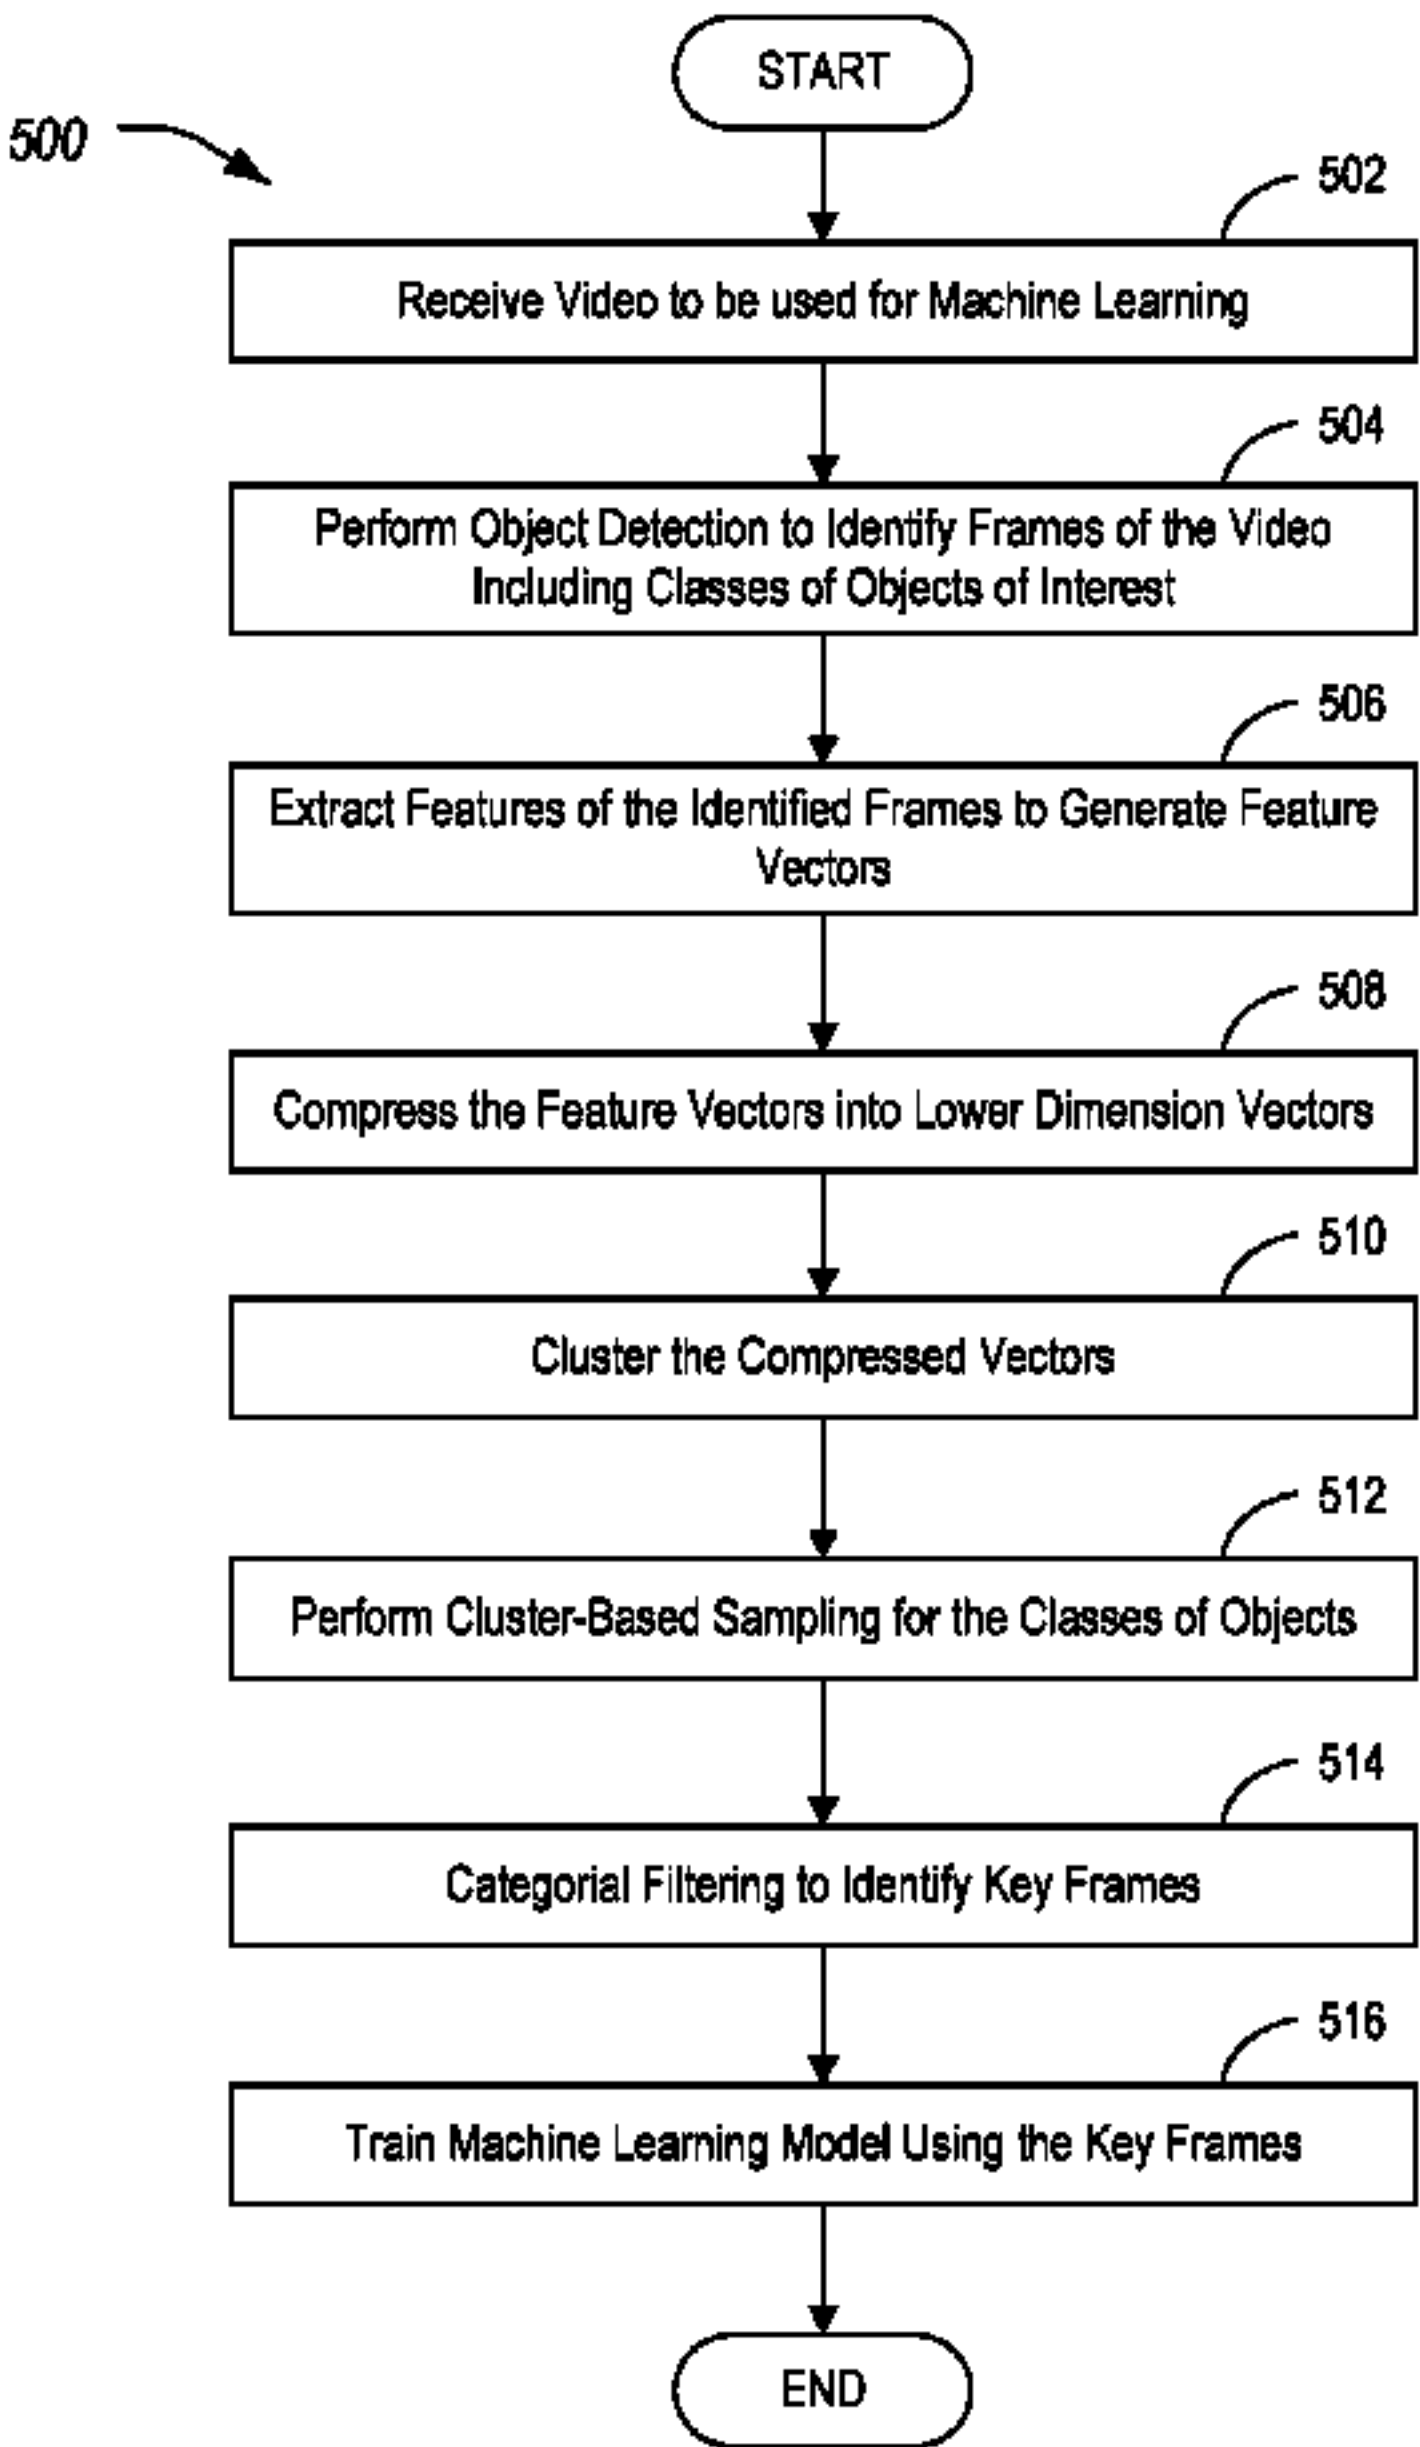 START
500
502
Receive Video to be used for Machine Learning
504
Perform Object Detection to Identify Frames of the Video
Including Classes of Objects of Interest
506
Extract Features of the Identified Frames to Generate Feature
Vectors
508
Compress the Feature Vectors into Lower Dimension Vectors
510
Cluster the Compressed Vectors
512
Perform Cluster-Based Sampling for the Classes of Objects
514
Categorial Filtering to Identify Key Frames
516
Train Machine Learning Model Using the Key Frames
END